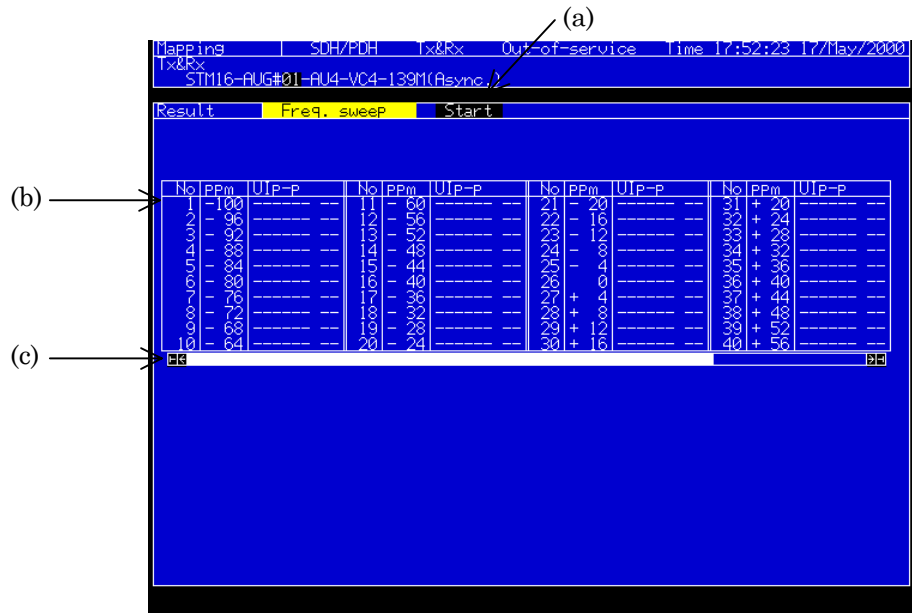 (a)
Mapping | SDH/PDH Tx&Rx Out-of-service Time 17:52:23 17/May/2000
Tx&Rx
STM16-AUG#01-AU4-VC4-139M(Async.)
Result Freq. sweep Start
No PPm UIP-P No PPm UIP-P No PPm UIP-P No PPm UIP-P
(b)
1 -100 ------ -- 11 - 60 ------ -- 21 - 20 ------ -- 31 + 20 ------ --
2 - 96 ------ -- 12 - 56 ------ -- 22 - 16 ------ -- 32 + 24 ------ --
3 - 92 ------ -- 13 - 52 ------ -- 23 - 12 ------ -- 33 + 28 ------ --
4 - 88 ------ -- 14 - 48 ------ -- 24 - 8 ------ -- 34 + 32 ------ --
5 - 84 ------ -- 15 - 44 ------ -- 25 - 4 ------ -- 35 + 36 ------ --
6 - 80 ------ -- 16 - 40 ------ -- 26 0 ------ -- 36 + 40 ------ --
7 - 76 ------ -- 17 - 36 ------ -- 27 + 4 ------ -- 37 + 44 ------ --
8 - 72 ------ -- 18 - 32 ------ -- 28 + 8 ------ -- 38 + 48 ------ --
9 - 68 ------ -- 19 - 28 ------ -- 29 + 12 ------ -- 39 + 52 ------ --
10 - 64 ------ -- 20 - 24 ------ -- 30 + 16 ------ -- 40 + 56 ------ --
(c)